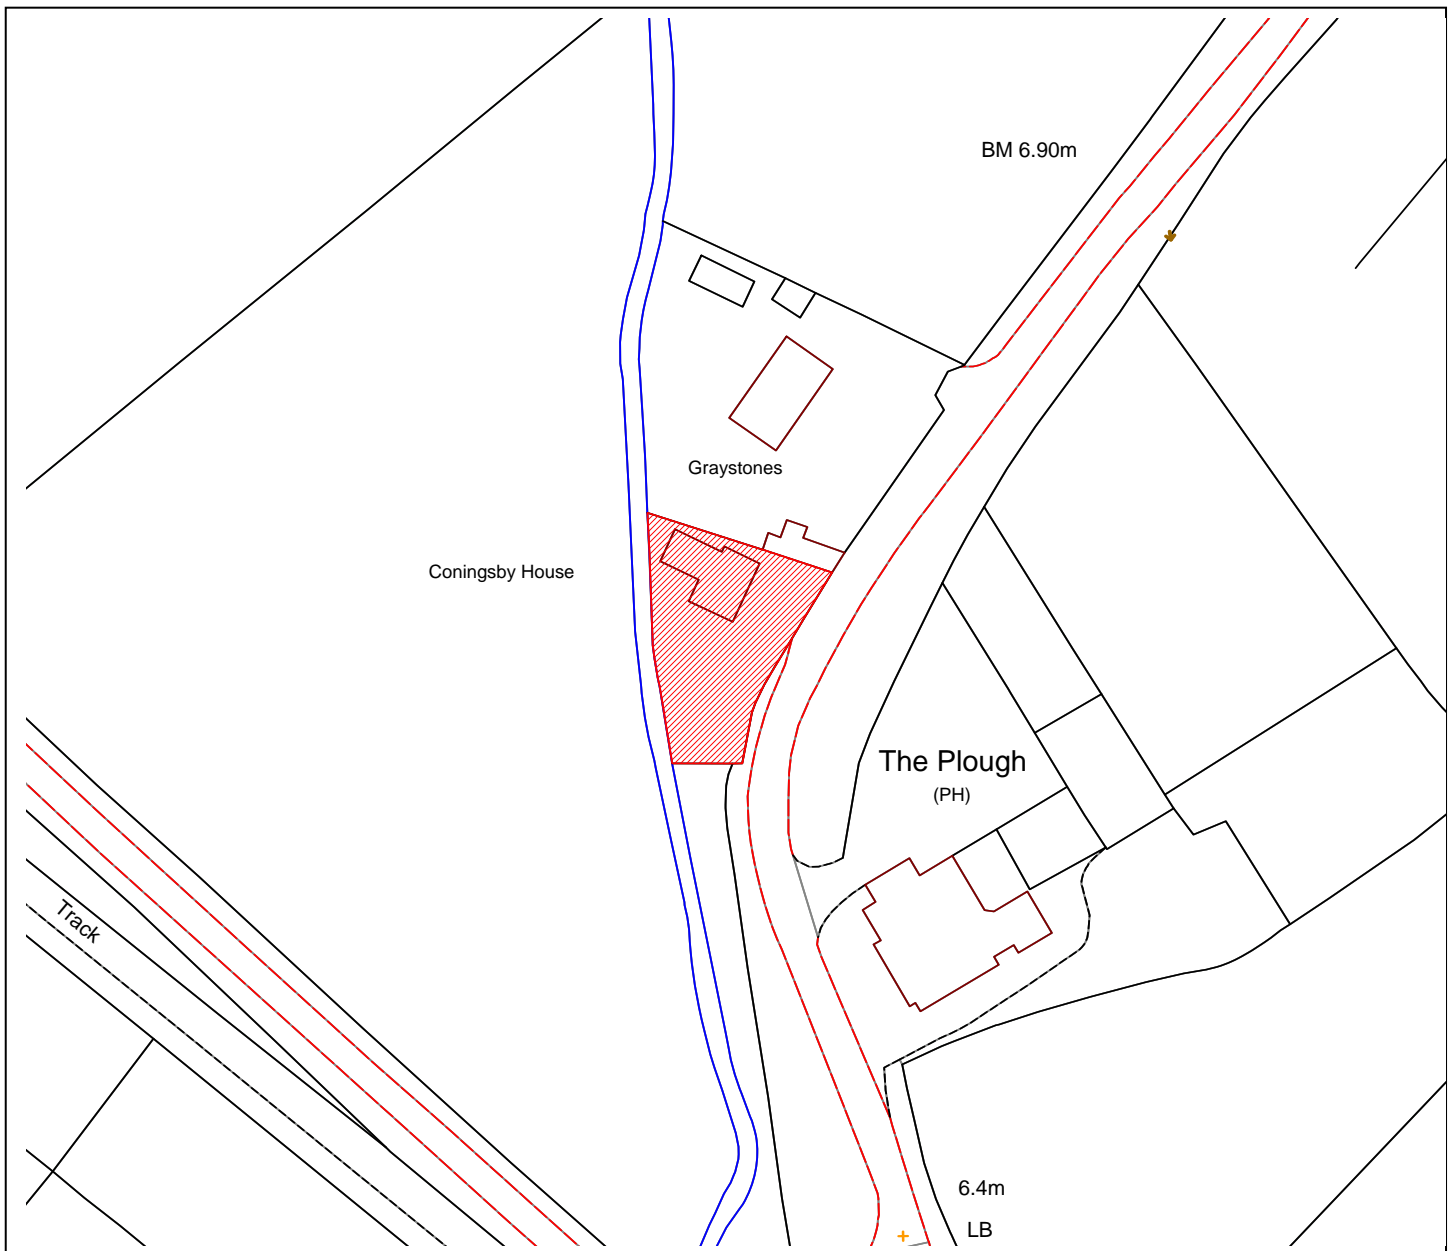 BM 6.90m
Graystones
Coningsby House
The Plough
(PH)
Track
6.4m
LB